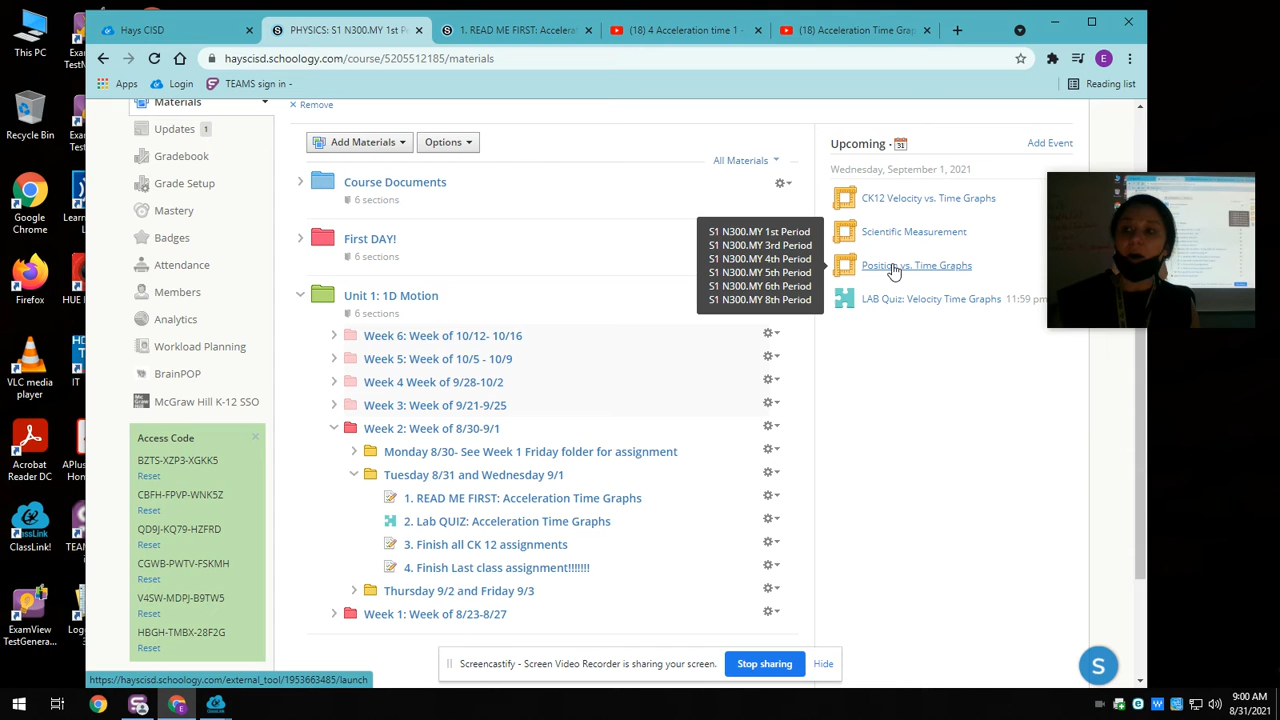 This PC
Recycle Bin
Google Chrome
Firefox
VLC media player
Acrobat Reader DC
ClassLink!
ExamView TestGenera...
Hays CISD
PHYSICS: S1 N300.MY 1st P
1. READ ME FIRST: Accelera
(18) 4 Acceleration time 1 -
(18) Acceleration Time Grap
hayscisd.schoology.com/course/5205512185/materials
E
Apps
Login
TEAMS sign in -
Reading list
Materials
Updates 1
Gradebook
Grade Setup
Mastery
Badges
Attendance
Members
Analytics
Workload Planning
BrainPOP
McGraw Hill K-12 SSO
Access Code
BZTS-XZP3-XGKK5
Reset
CBFH-FPVP-WNK5Z
Reset
QD9J-KQ79-HZFRD
Reset
CGWB-PWTV-FSKMH
Reset
V4SW-MDPJ-B9TW5
Reset
HBGH-TMBX-28F2G
Reset
Remove
Add Materials
Options
All Materials
Course Documents
6 sections
First DAY!
6 sections
Unit 1: 1D Motion
6 sections
Week 6: Week of 10/12- 10/16
Week 5: Week of 10/5 - 10/9
Week 4 Week of 9/28-10/2
Week 3: Week of 9/21-9/25
Week 2: Week of 8/30-9/1
Monday 8/30- See Week 1 Friday folder for assignment
Tuesday 8/31 and Wednesday 9/1
1. READ ME FIRST: Acceleration Time Graphs
2. Lab QUIZ: Acceleration Time Graphs
3. Finish all CK 12 assignments
4. Finish Last class assignment!!!!!!!
Thursday 9/2 and Friday 9/3
Week 1: Week of 8/23-8/27
S1 N300.MY 1st Period
S1 N300.MY 3rd Period
S1 N300.MY 4th Period
S1 N300.MY 5th Period
S1 N300.MY 6th Period
S1 N300.MY 8th Period
Upcoming · 31
Add Event
Wednesday, September 1, 2021
CK12 Velocity vs. Time Graphs
Scientific Measurement
Position vs. Time Graphs
LAB Quiz: Velocity Time Graphs 11:59 pm
Screencastify - Screen Video Recorder is sharing your screen.
Stop sharing
Hide
S
https://hayscisd.schoology.com/external_tool/1953663485/launch
9:00 AM
8/31/2021